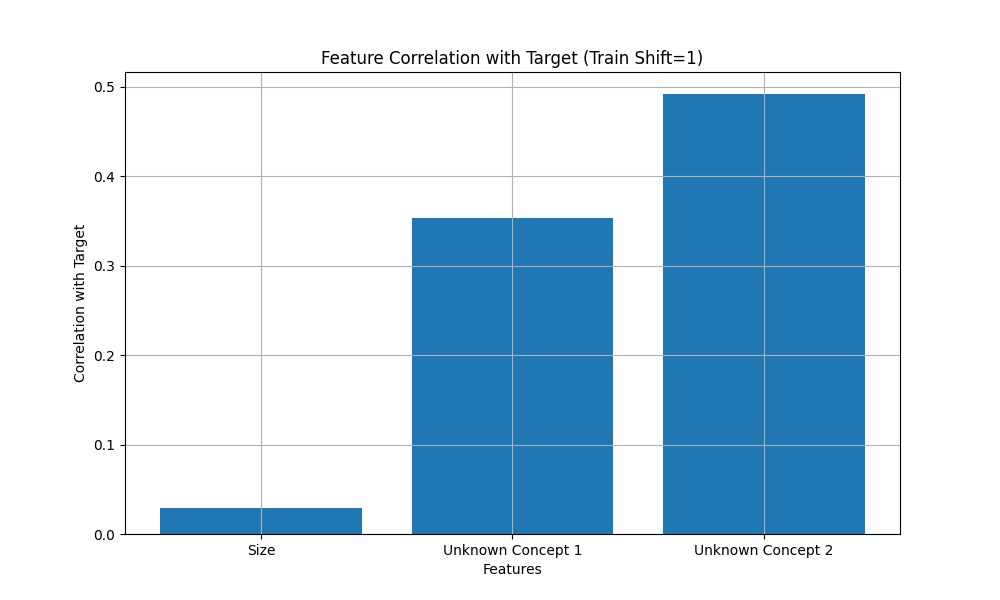 Feature Correlation with Target (Train Shift=1)
Correlation with Target
0.5
0.4
0.3
0.2
0.1
0.0
Size
Unknown Concept 1
Unknown Concept 2
Features